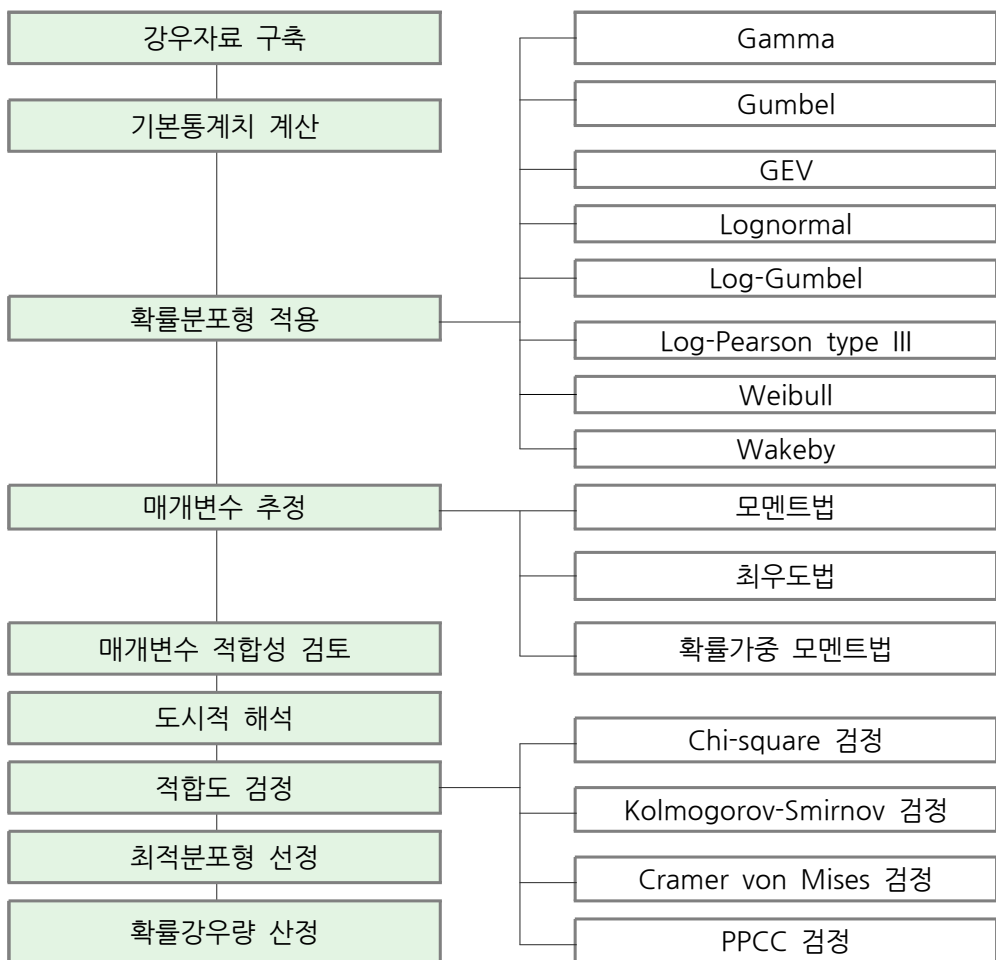 강우자료 구축
기본통계치 계산
확률분포형 적용
매개변수 추정
매개변수 적합성 검토
도시적 해석
적합도 검정
최적분포형 선정
확률강우량 산정
Gamma
Gumbel
GEV
Lognormal
Log-Gumbel
Log-Pearson type III
Weibull
Wakeby
모멘트법
최우도법
확률가중 모멘트법
Chi-square 검정
Kolmogorov-Smirnov 검정
Cramer von Mises 검정
PPCC 검정